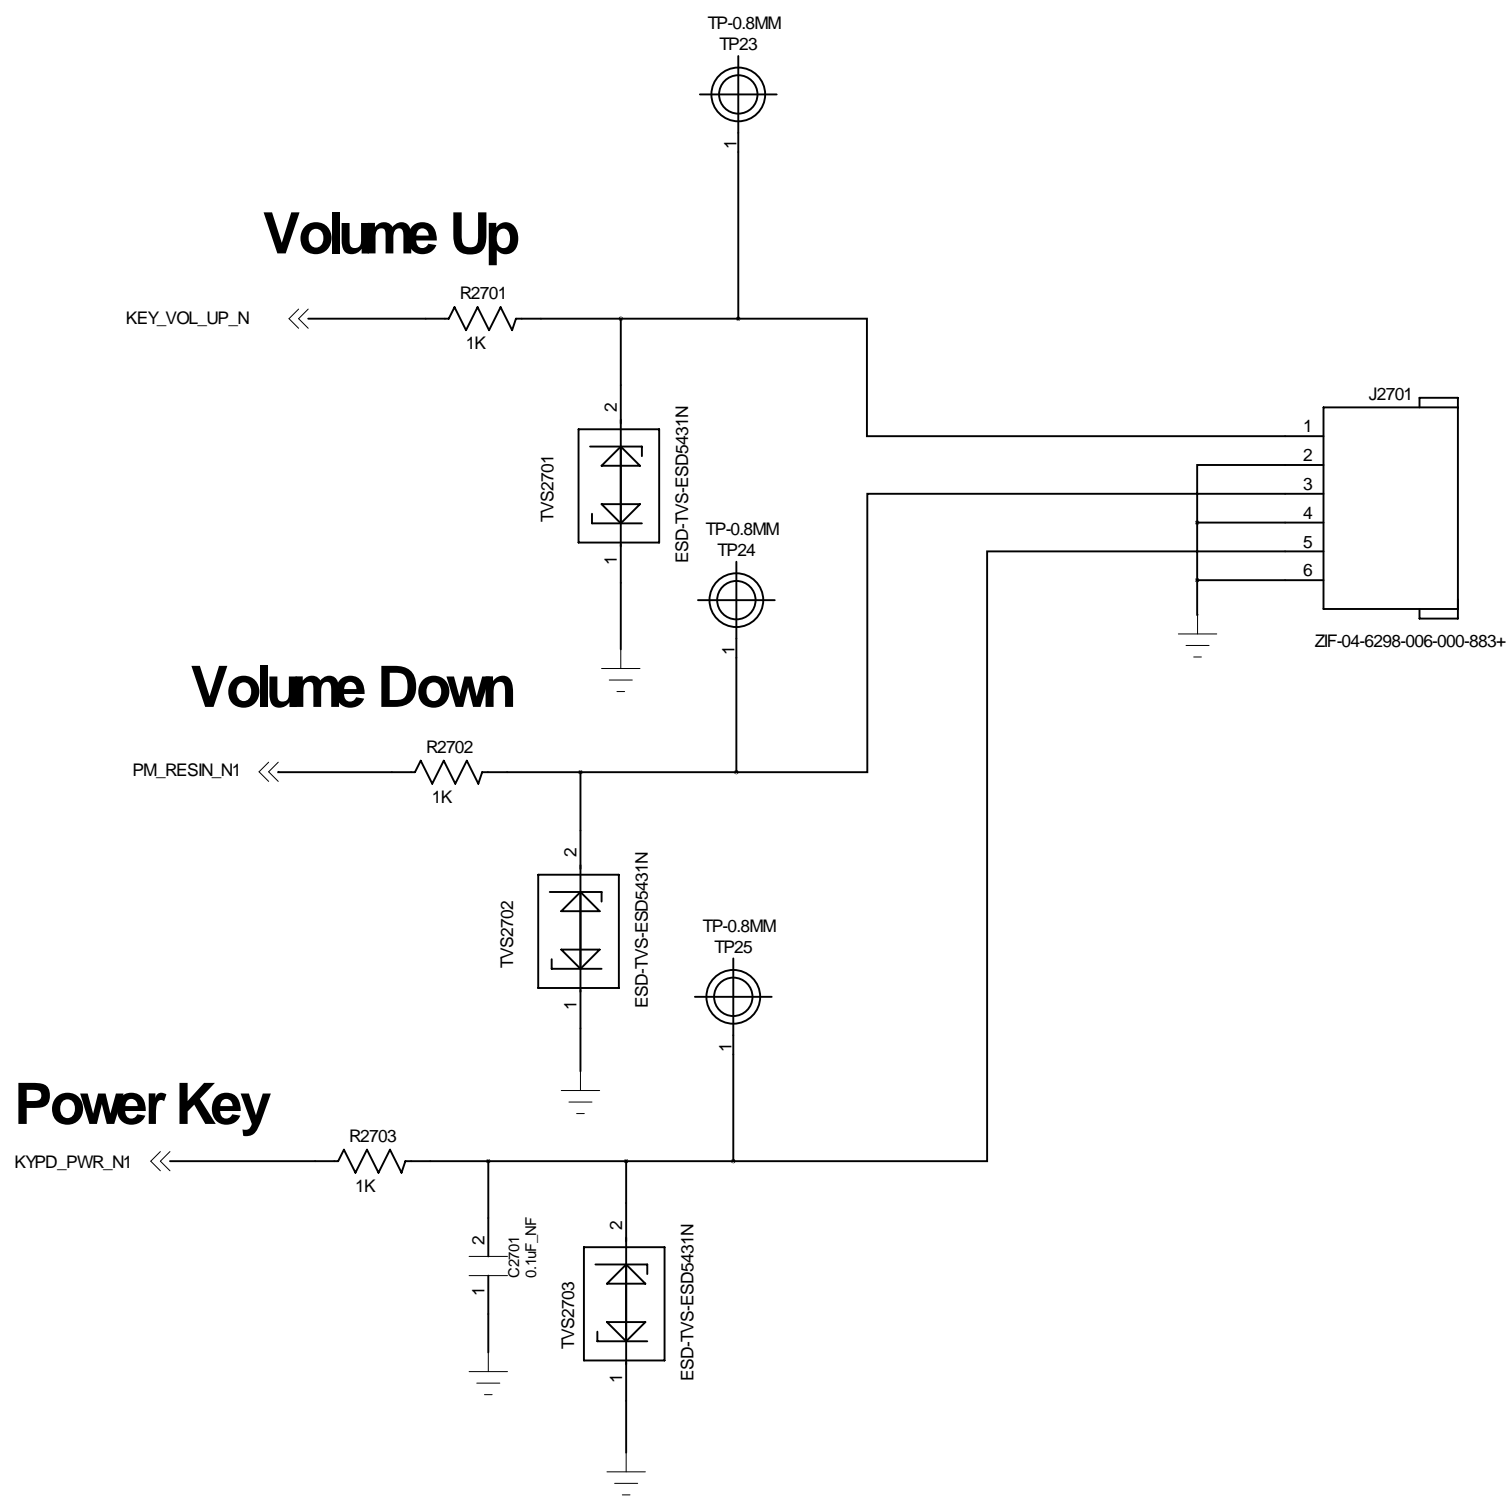 TP-0.8MM
TP23
1
Volume Up
R2701
KEY_VOL_UP_N
1K
J2701
2
TVS2701
ESD-TVS-ESD5431N
1
1
2
3
4
5
6
ZIF-04-6298-006-000-883+
TP-0.8MM
TP24
1
Volume Down
R2702
PM_RESIN_N1
1K
2
TVS2702
ESD-TVS-ESD5431N
1
TP-0.8MM
TP25
1
Power Key
R2703
KYPD_PWR_N1
1K
2
C2701
0.1uF_NF
1
2
TVS2703
ESD-TVS-ESD5431N
1